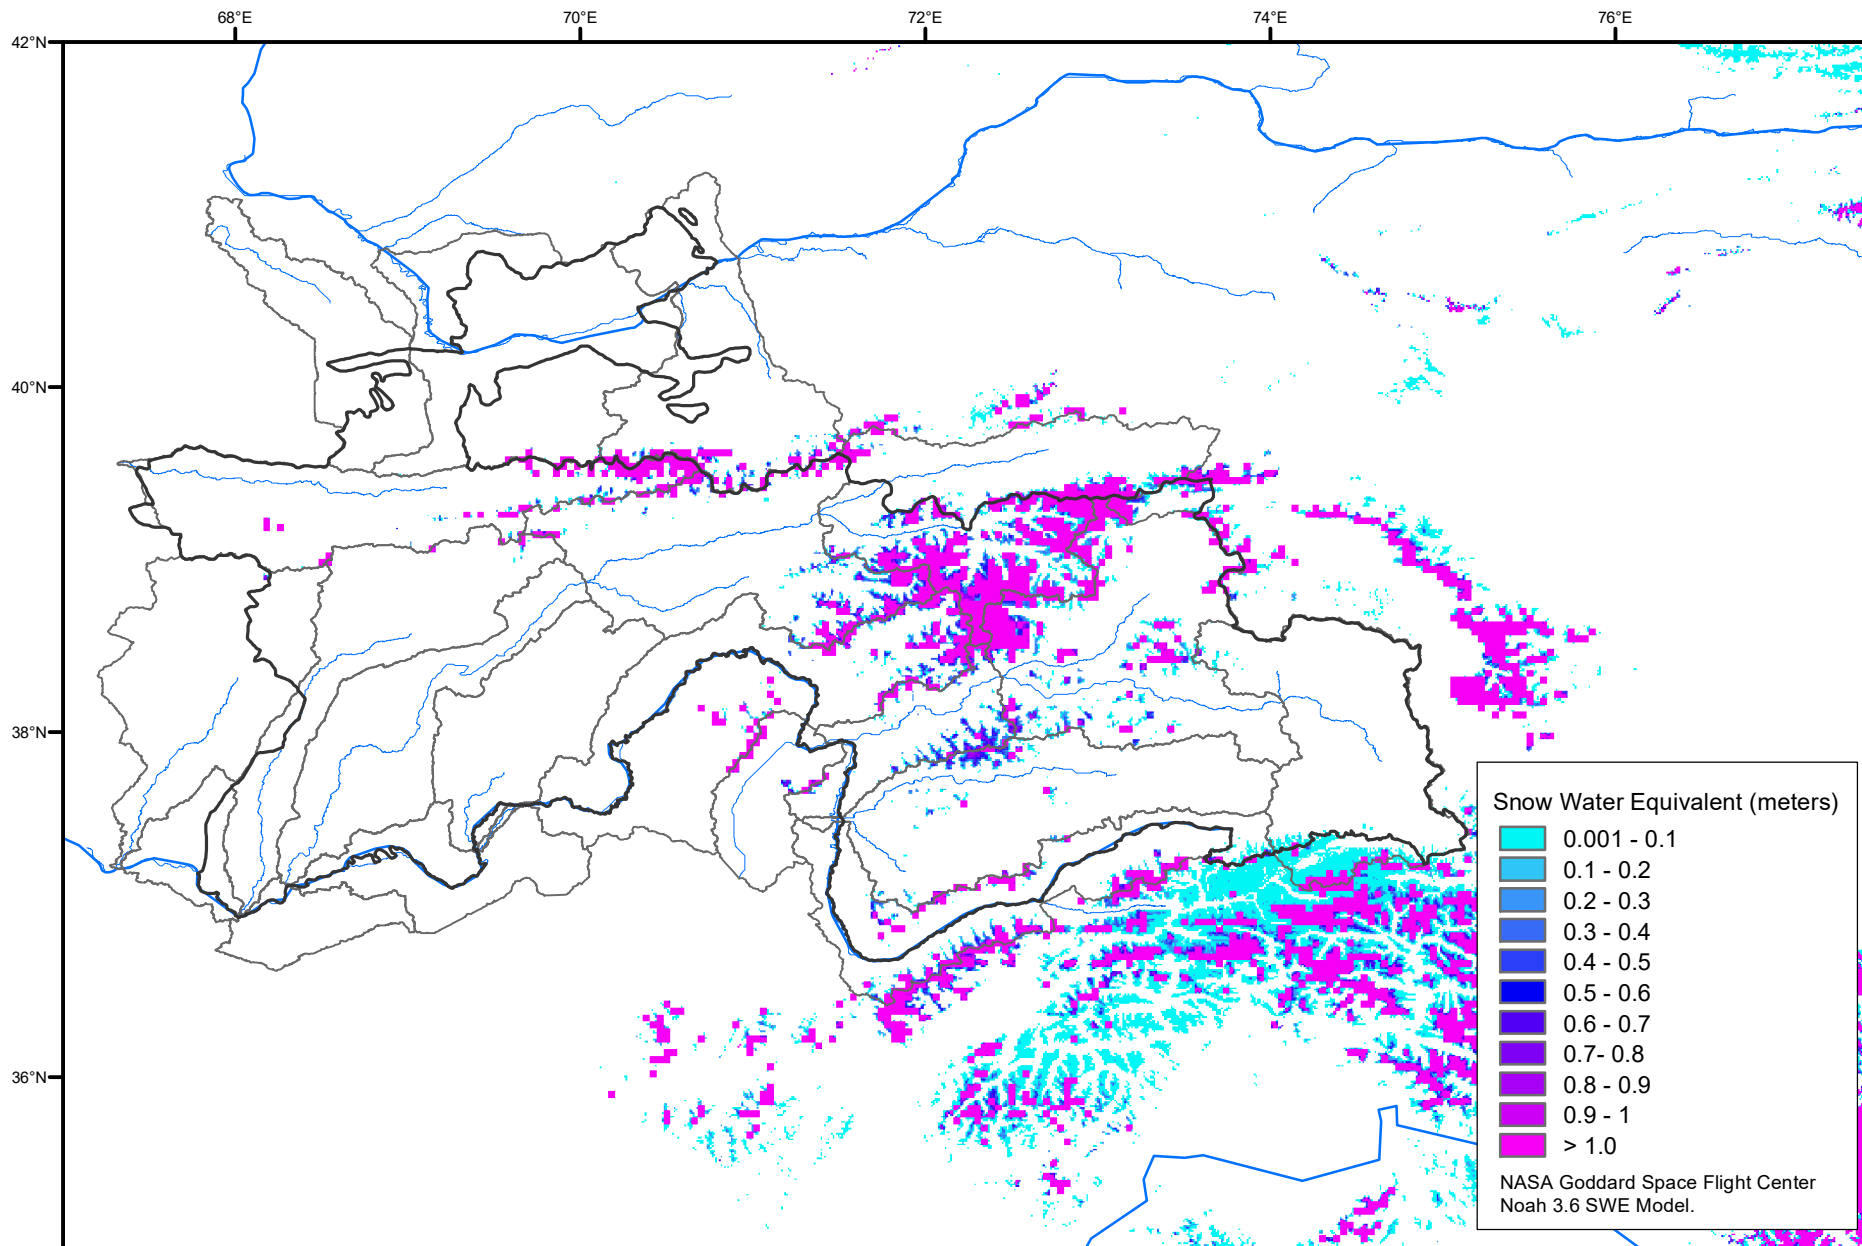 68°E
70°E
72°E
74°E
76°E
42°N
40°N
38°N
36°N
Snow Water Equivalent (meters)
0.001 - 0.1
0.1 - 0.2
0.2 - 0.3
0.3 - 0.4
0.4 - 0.5
0.5 - 0.6
0.6 - 0.7
0.7- 0.8
0.8 - 0.9
0.9 - 1
> 1.0
NASA Goddard Space Flight Center
Noah 3.6 SWE Model.